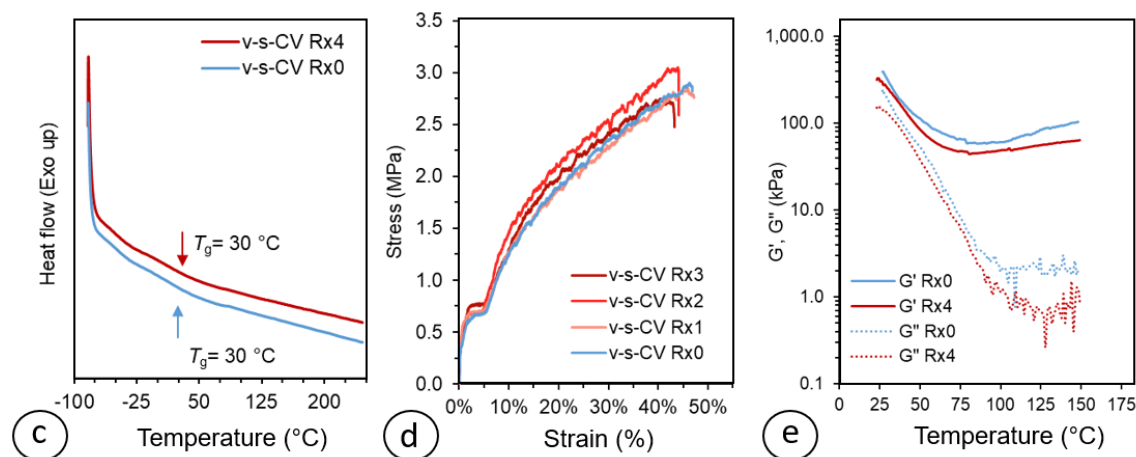 v-s-CV Rx4
v-s-CV Rx0
Heat flow (Exo up)
Tg= 30 °C
Tg= 30 °C
-100 -25 50 125 200
Temperature (°C)
c
3.5
3.0
2.5
2.0
1.5
1.0
0.5
0.0
Stress (MPa)
v-s-CV Rx3
v-s-CV Rx2
v-s-CV Rx1
v-s-CV Rx0
0% 10% 20% 30% 40% 50%
Strain (%)
d
1,000.0
100.0
10.0
1.0
0.1
G', G" (kPa)
G' Rx0
G' Rx4
G" Rx0
G" Rx4
0 25 50 75 100 125 150 175
Temperature (°C)
e